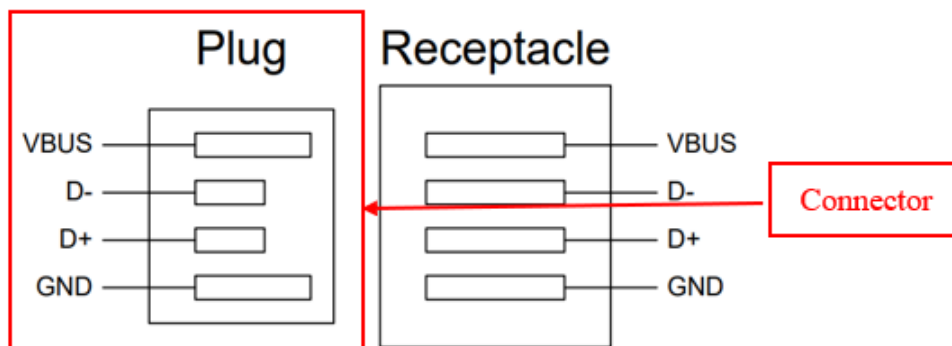 Plug
Receptacle
VBUS
D-
D+
GND
VBUS
D-
D+
GND
Connector